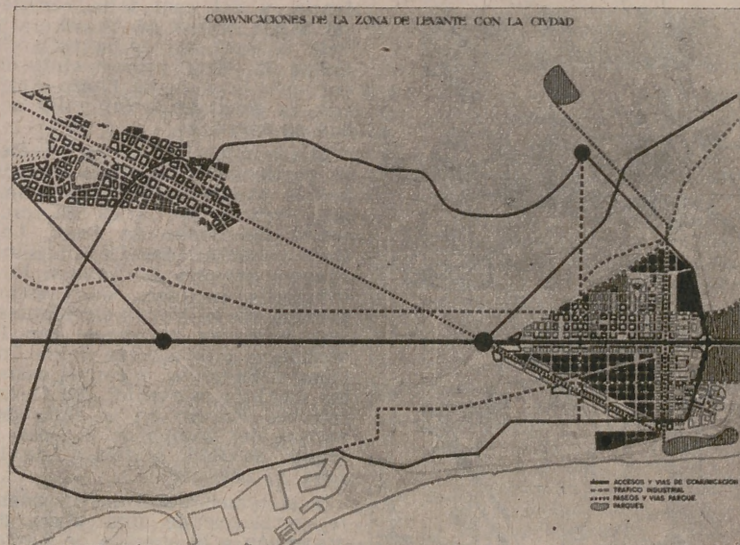 COMVNICACIONES DE LA ZONA DE LEVANTE CON LA CIVDAD
ACCESOS Y VIAS DE COMUNICACION
TRAFICO INDUSTRIAL
PASEOS Y VIAS PARQUE
PARQUES